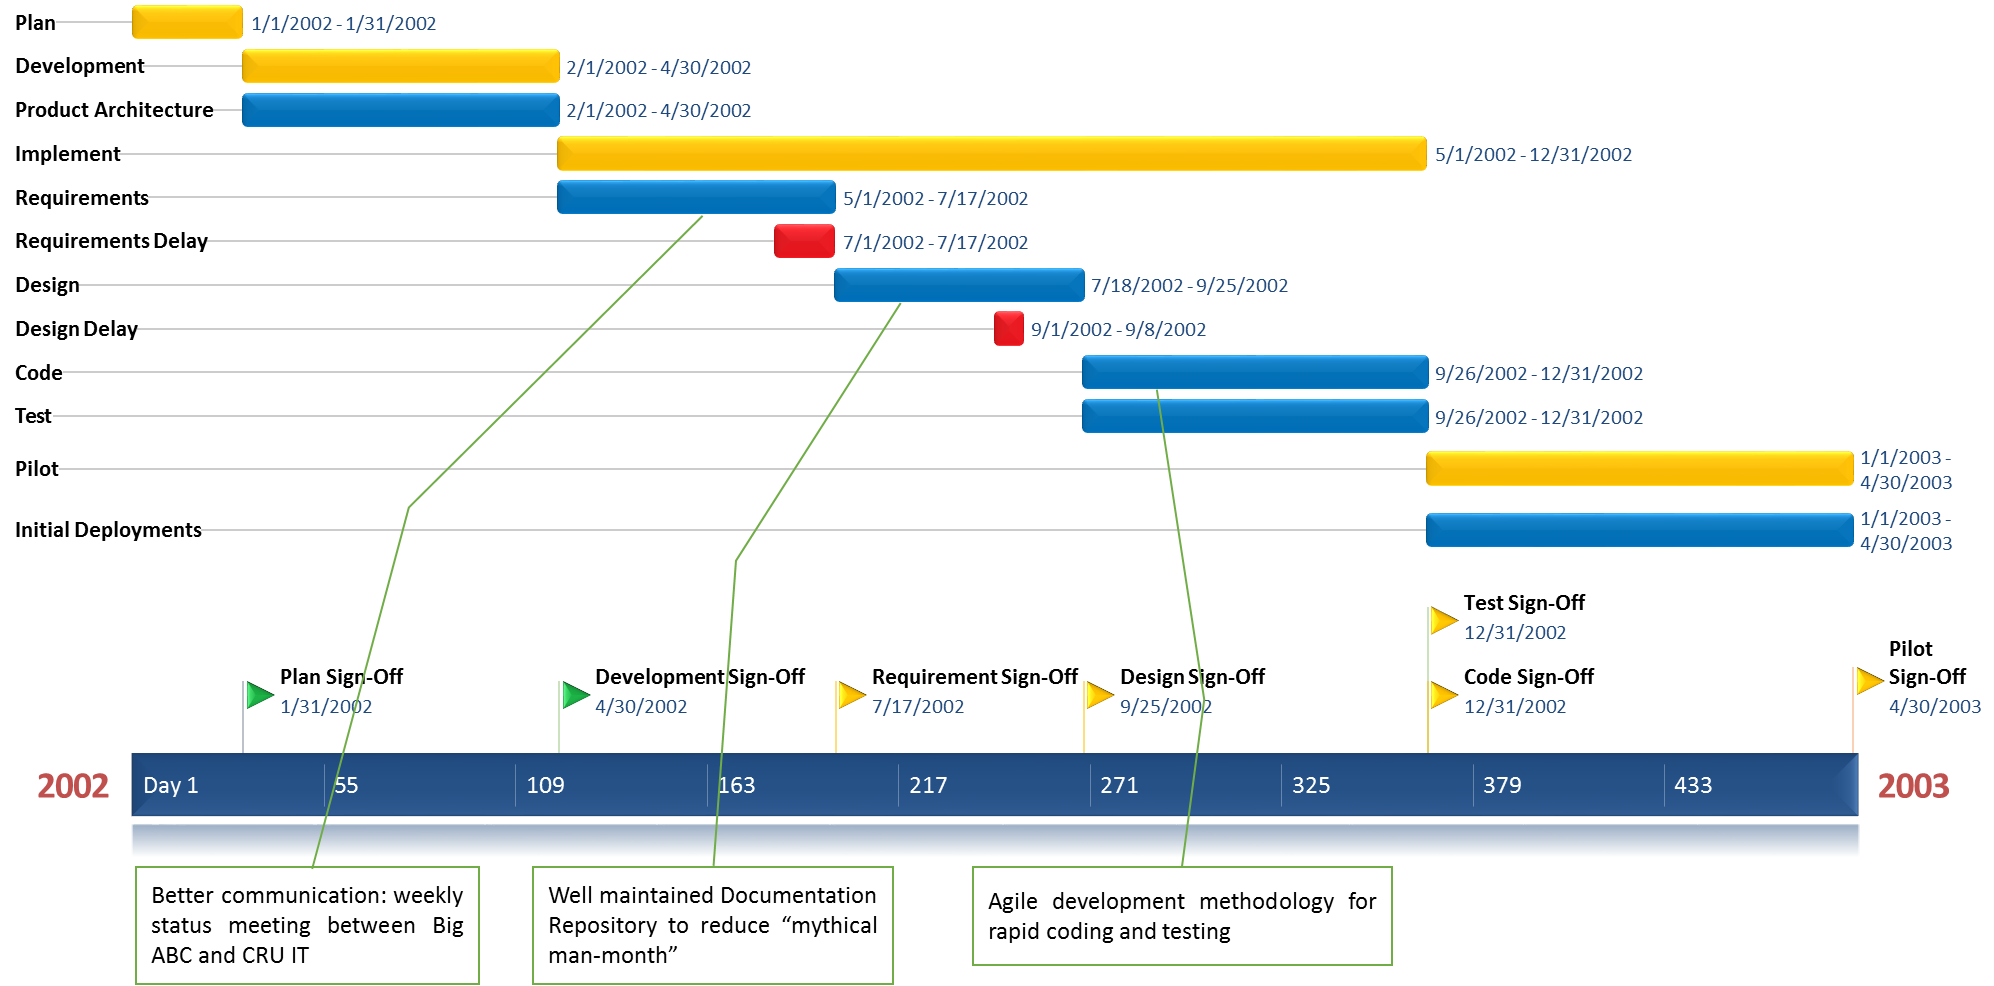 Plan 1/1/2002 - 1/31/2002
Development 2/1/2002 - 4/30/2002
Product Architecture 2/1/2002 - 4/30/2002
Implement 5/1/2002 - 12/31/2002
Requirements 5/1/2002 - 7/17/2002
Requirements Delay 7/1/2002 - 7/17/2002
Design 7/18/2002 - 9/25/2002
Design Delay 9/1/2002 - 9/8/2002
Code 9/26/2002 - 12/31/2002
Test 9/26/2002 - 12/31/2002
Pilot 1/1/2003 -
4/30/2003
Initial Deployments 1/1/2003 -
4/30/2003
Test Sign-Off
12/31/2002
Plan Sign-Off
1/31/2002
Development Sign-Off
4/30/2002
Requirement Sign-Off
7/17/2002
Design Sign-Off
9/25/2002
Code Sign-Off
12/31/2002
Pilot
Sign-Off
4/30/2003
2002 Day 1 55 109 163 217 271 325 379 433 2003
Better communication: weekly
status meeting between Big
ABC and CRU IT
Well maintained Documentation
Repository to reduce “mythical
man-month”
Agile development methodology for
rapid coding and testing